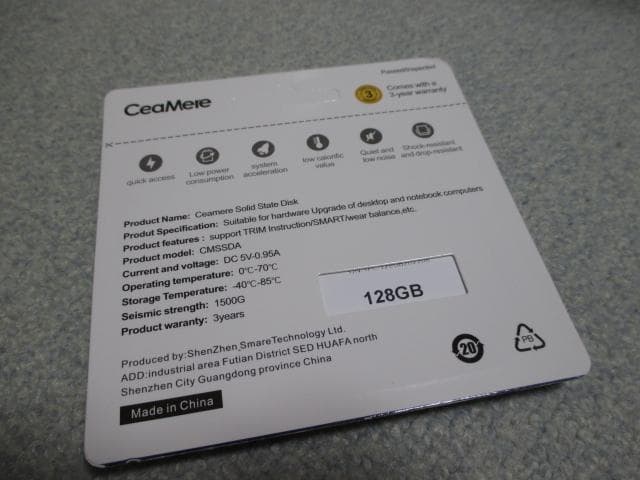 Passed/Inspected
CeaMere
3
Comes with a
3-year warranty
quick access
Low power
consumption
system
acceleration
low calorific
value
Quiet and
low noise
Shock-resistant
and drop-resistant
Product Name: Ceamere Solid State Disk
Produt Specification: Suitable for hardware Upgrade of desktop and notebook computers
Product features : support TRIM Instruction/SMART/wear balance,etc.
Product model: CMSSDA
Current and voltage: DC 5V-0.95A
Operating temperature: 0℃-70℃
Storage Temperature: -40℃-85℃
Seismic strength: 1500G
Product waranty: 3years
128GB
Produced by:ShenZhen SmareTechnology Ltd.
ADD:industrial area Futian District SED HUAFA north
Shenzhen City Guangdong province China
Made in China
20
PB